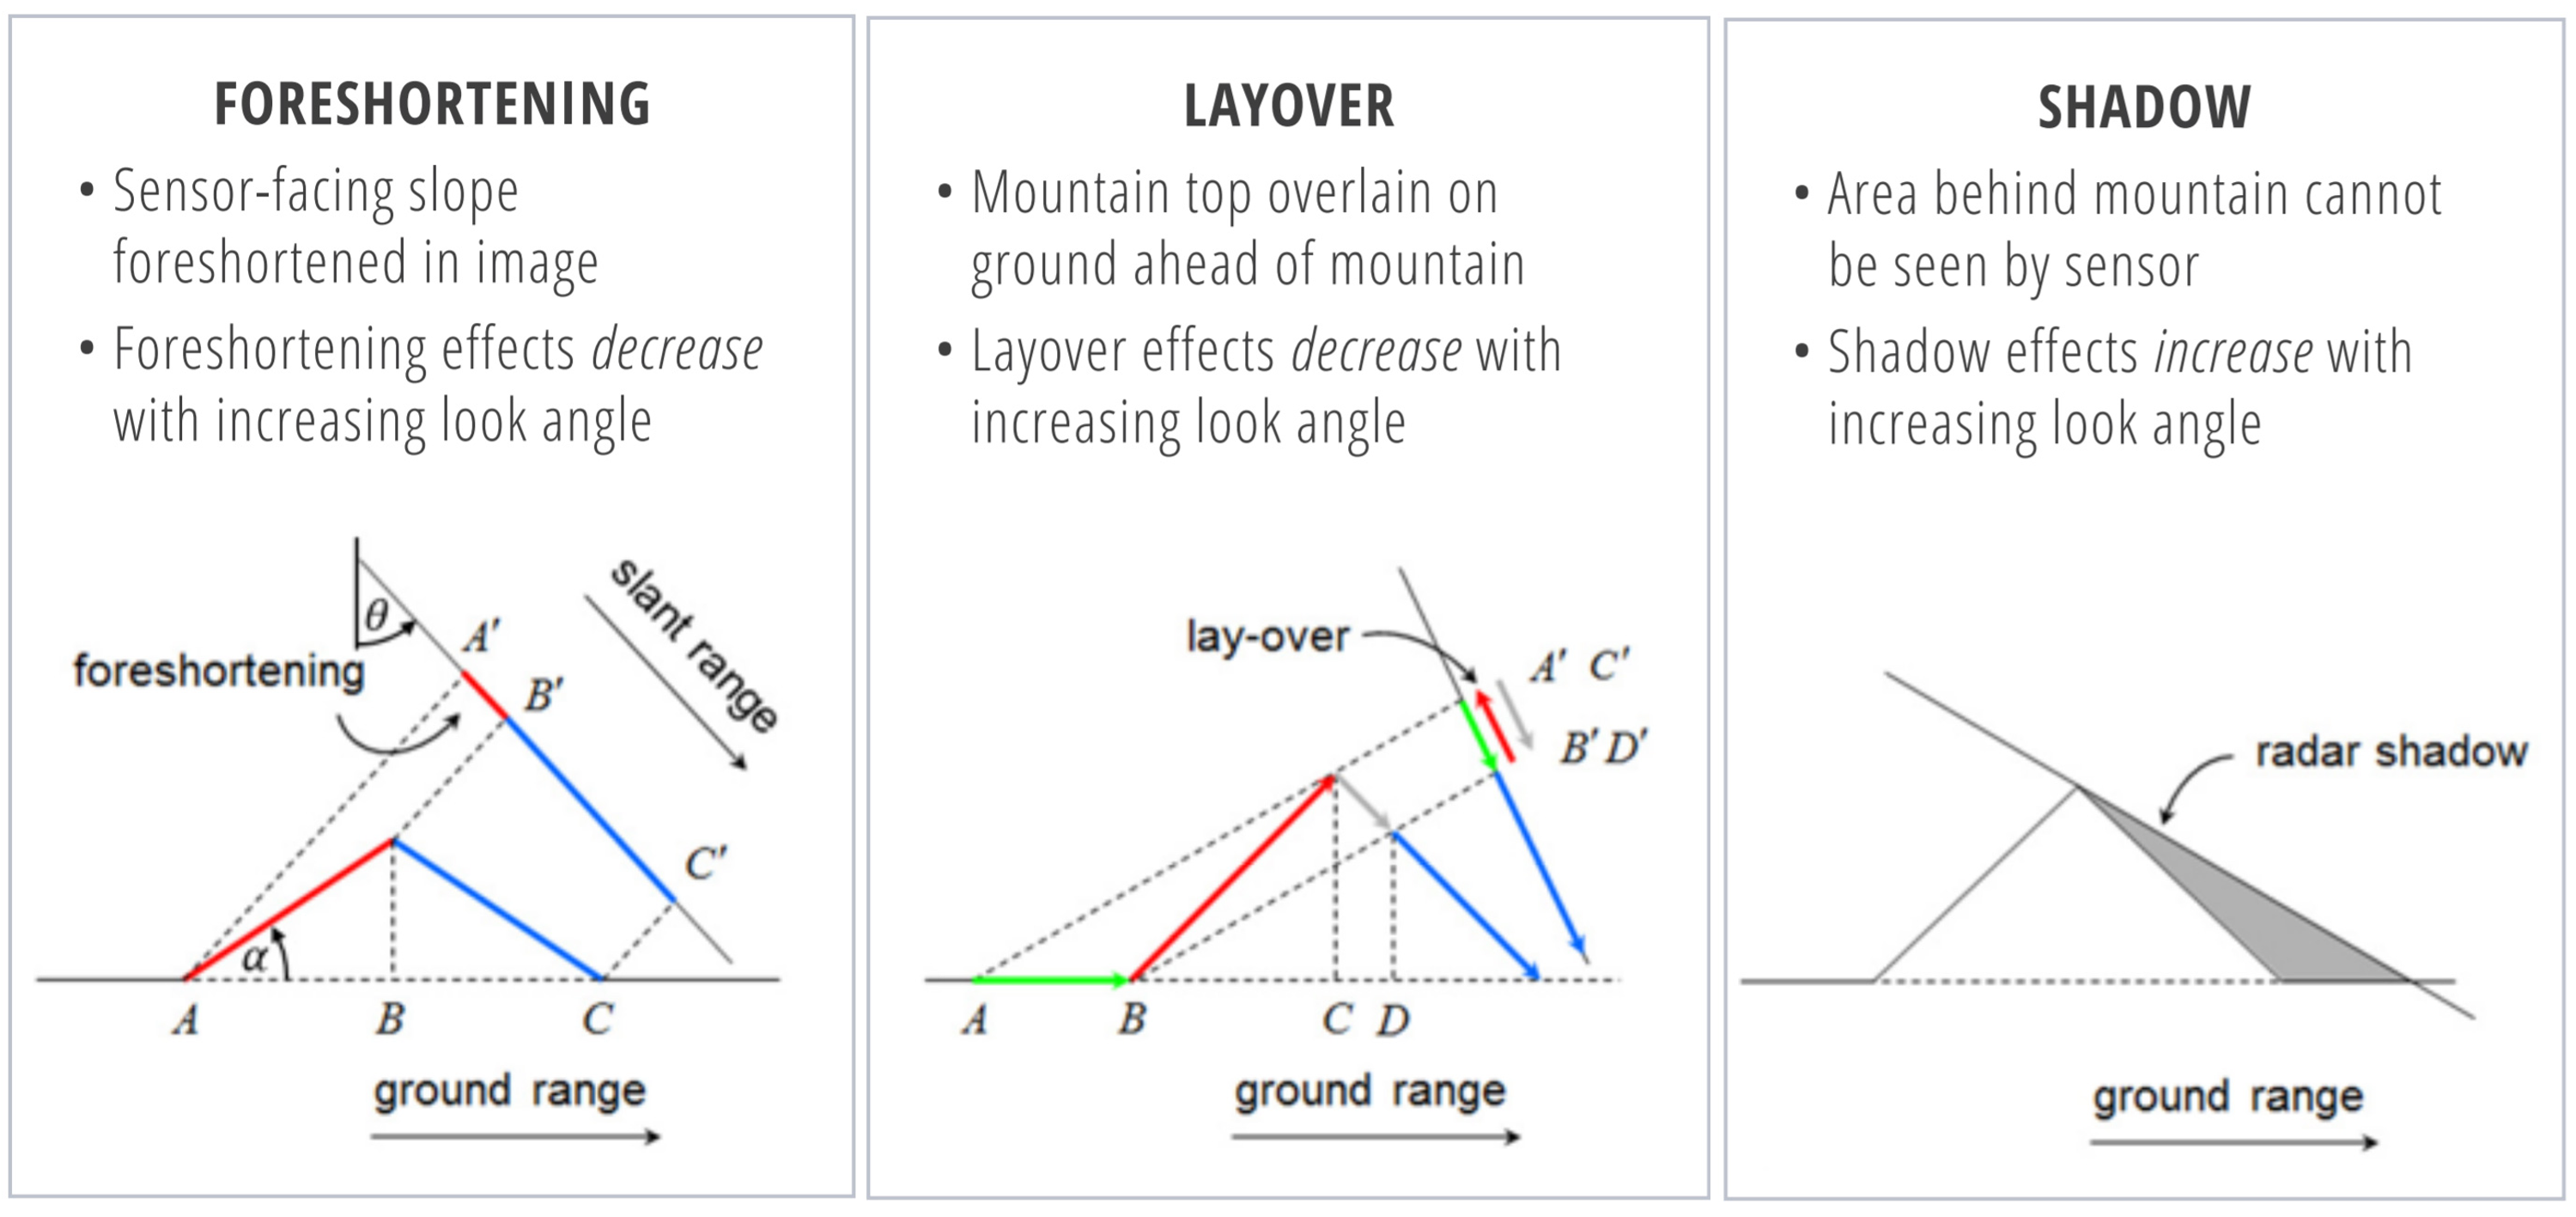 FORESHORTENING
• Sensor-facing slope
foreshortened in image
• Foreshortening effects decrease
with increasing look angle
θ
A′
B′
C′
foreshortening
slant range
α
A B C
ground range
LAYOVER
• Mountain top overlain on
ground ahead of mountain
• Layover effects decrease with
increasing look angle
lay-over
A′ C′
B′ D′
A B C D
ground range
SHADOW
• Area behind mountain cannot
be seen by sensor
• Shadow effects increase with
increasing look angle
radar shadow
ground range